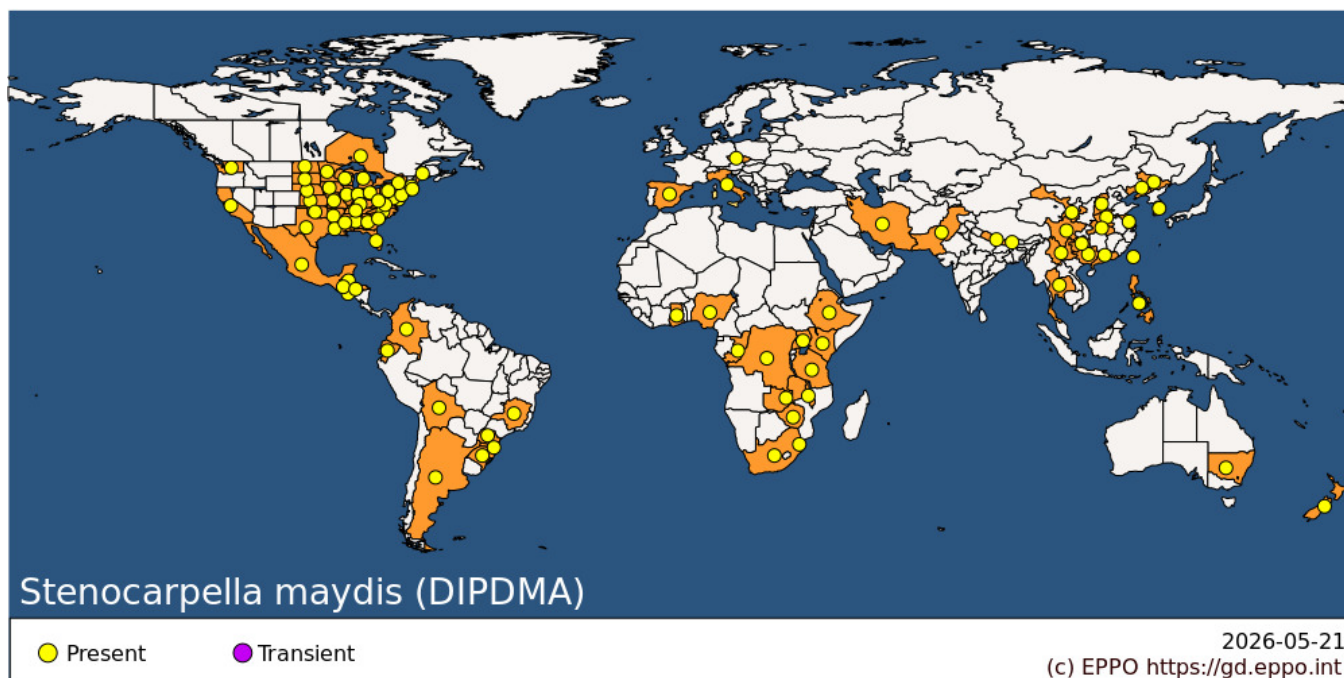 Stenocarpella maydis (DIPDMA)
Present
Transient
2026-05-21
(c) EPPO https://gd.eppo.int